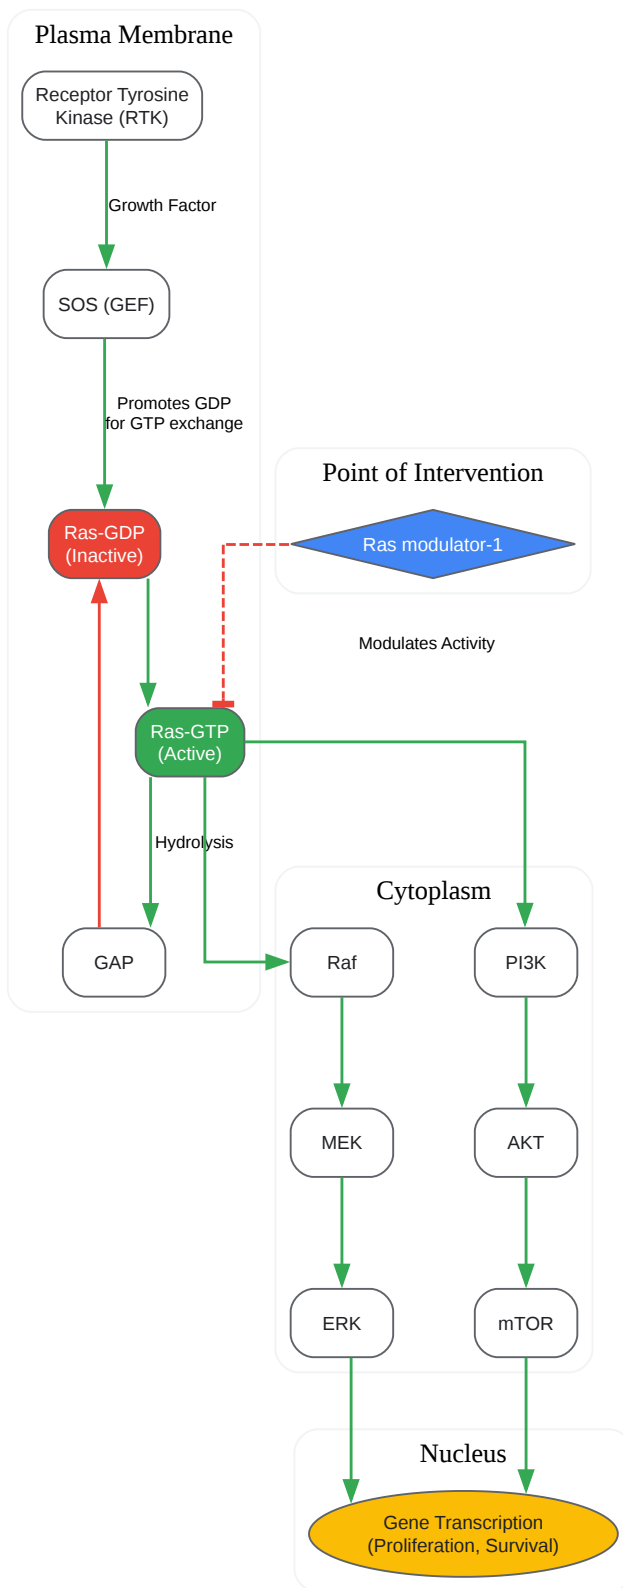 Plasma Membrane
Receptor Tyrosine
Kinase (RTK)
Growth Factor
SOS (GEF)
Promotes GDP
for GTP exchange
Point of Intervention
Ras-GDP
(Inactive)
Ras modulator-1
Modulates Activity
Ras-GTP
(Active)
Hydrolysis
Cytoplasm
GAP
Raf
PI3K
MEK
AKT
ERK
mTOR
Nucleus
Gene Transcription
(Proliferation, Survival)